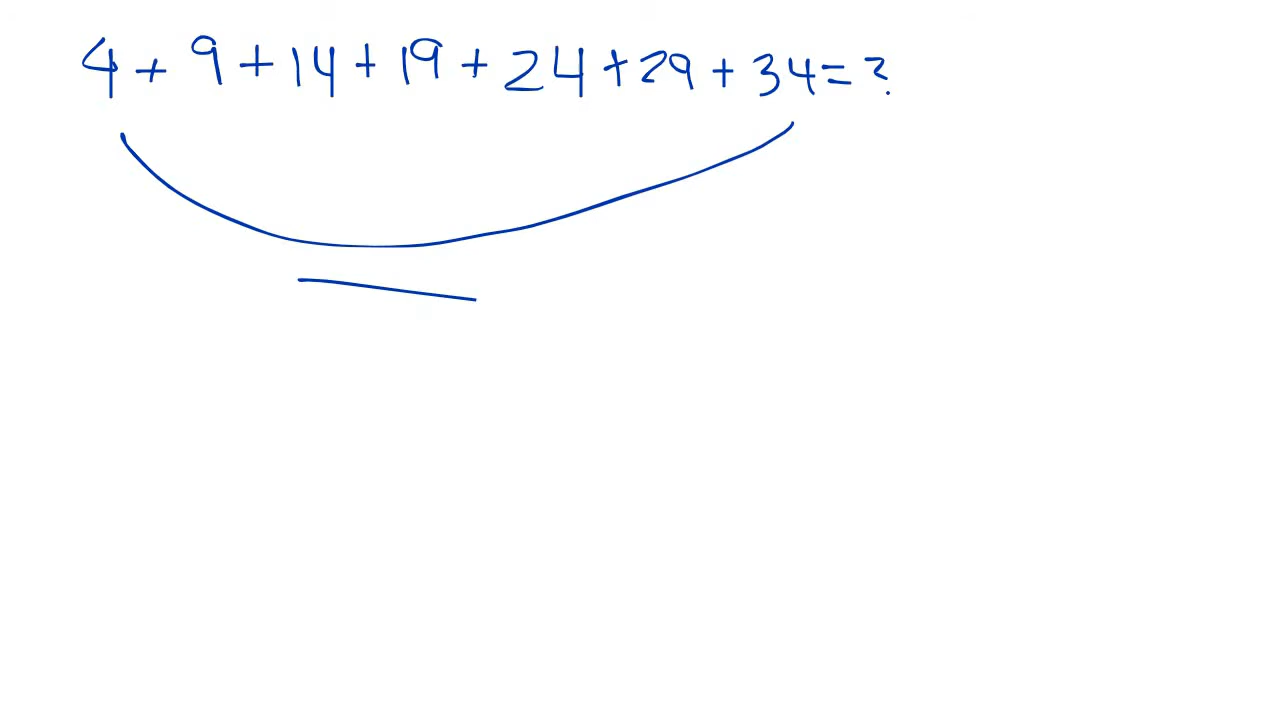 4 + 9 + 14 + 19 + 24 + 29 + 34 = ?